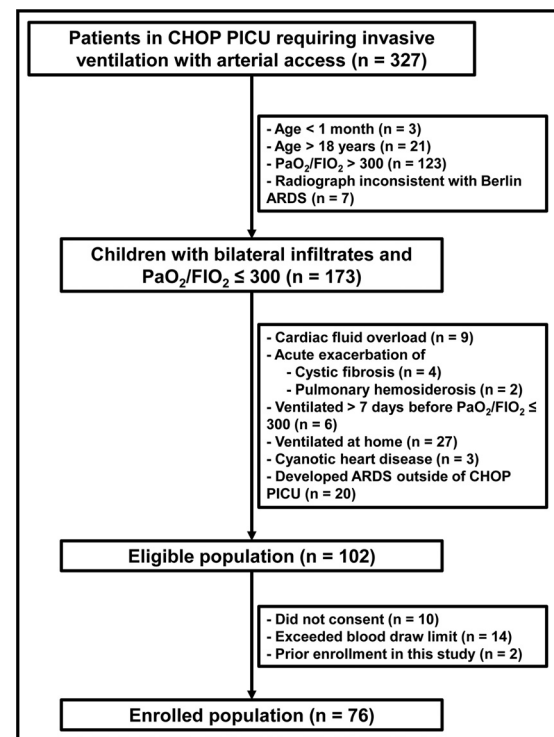 Patients in CHOP PICU requiring invasive
ventilation with arterial access (n = 327)
- Age < 1 month (n = 3)
- Age > 18 years (n = 21)
- PaO₂/FIO₂ > 300 (n = 123)
- Radiograph inconsistent with Berlin
ARDS (n = 7)
Children with bilateral infiltrates and
PaO₂/FIO₂ ≤ 300 (n = 173)
- Cardiac fluid overload (n = 9)
- Acute exacerbation of
- Cystic fibrosis (n = 4)
- Pulmonary hemosiderosis (n = 2)
- Ventilated > 7 days before PaO₂/FIO₂ ≤
300 (n = 6)
- Ventilated at home (n = 27)
- Cyanotic heart disease (n = 3)
- Developed ARDS outside of CHOP
PICU (n = 20)
Eligible population (n = 102)
- Did not consent (n = 10)
- Exceeded blood draw limit (n = 14)
- Prior enrollment in this study (n = 2)
Enrolled population (n = 76)